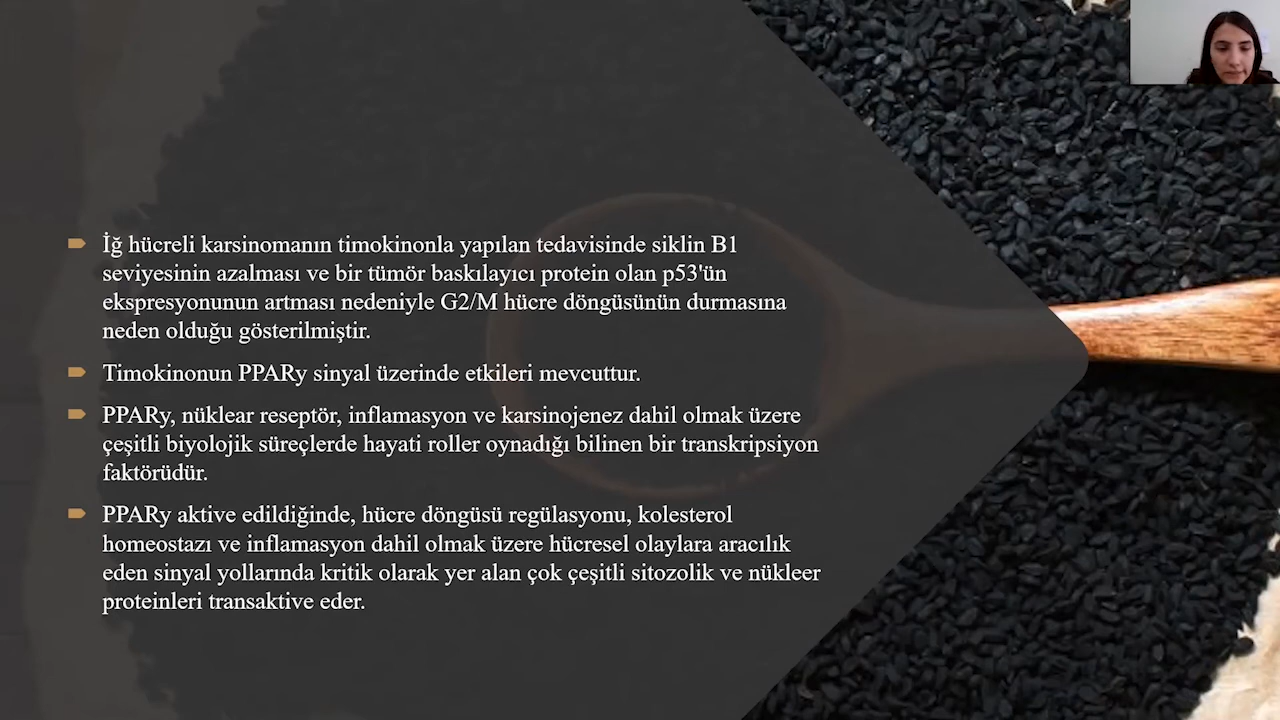 İğ hücreli karsinomanın timokinonla yapılan tedavisinde siklin B1
seviyesinin azalması ve bir tümör baskılayıcı protein olan p53'ün
ekspresyonunun artması nedeniyle G2/M hücre döngüsünün durmasına
neden olduğu gösterilmiştir.
Timokinonun PPARy sinyal üzerinde etkileri mevcuttur.
PPARy, nüklear reseptör, inflamasyon ve karsinojenez dahil olmak üzere
çeşitli biyolojik süreçlerde hayati roller oynadığı bilinen bir transkripsiyon
faktörüdür.
PPARy aktive edildiğinde, hücre döngüsü regülasyonu, kolesterol
homeostazı ve inflamasyon dahil olmak üzere hücresel olaylara aracılık
eden sinyal yollarında kritik olarak yer alan çok çeşitli sitozolik ve nükleer
proteinleri transaktive eder.